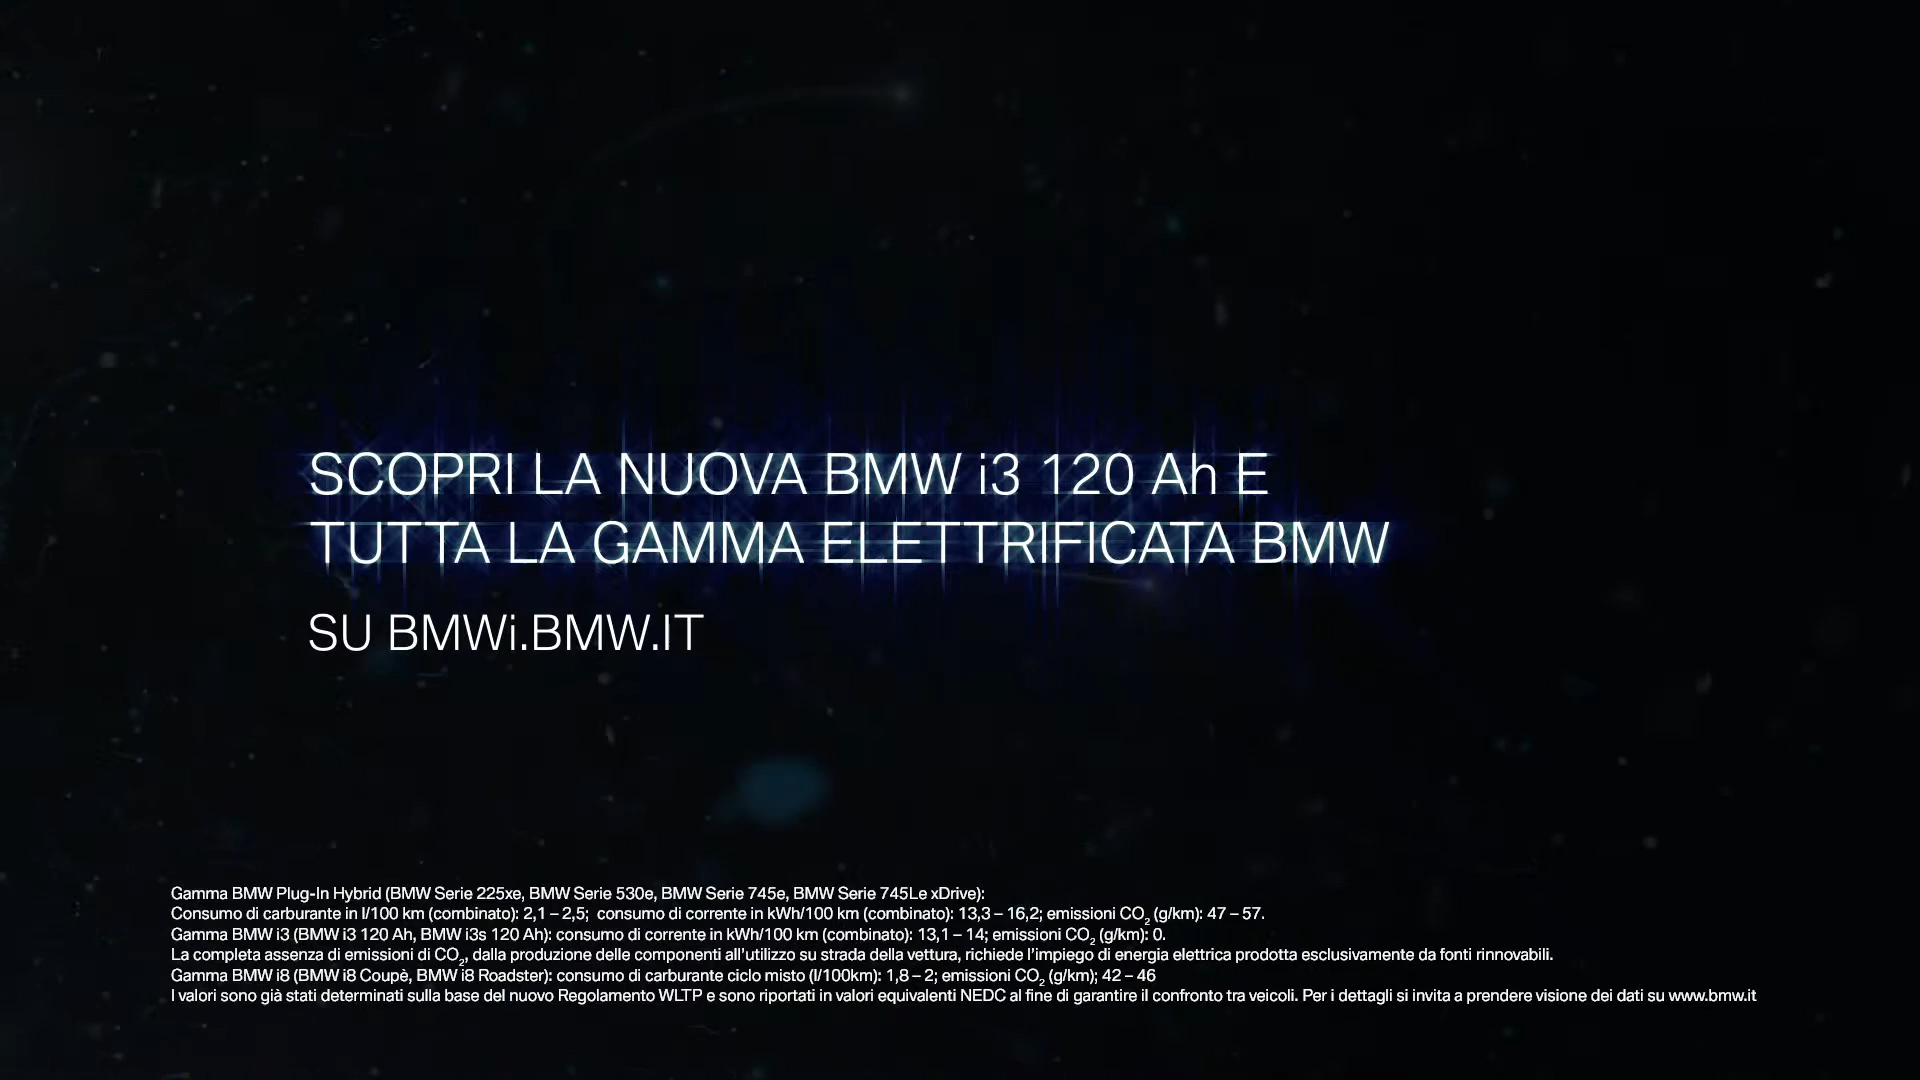 SCOPRI LA NUOVA BMW i3 120 Ah E
TUTTA LA GAMMA ELETTRIFICATA BMW
SU BMWi.BMW.IT
Gamma BMW Plug-In Hybrid (BMW Serie 225xe, BMW Serie 530e, BMW Serie 745e, BMW Serie 745Le xDrive):
Consumo di carburante in l/100 km (combinato): 2,1 – 2,5; consumo di corrente in kWh/100 km (combinato): 13,3 – 16,2; emissioni CO₂ (g/km): 47 – 57.
Gamma BMW i3 (BMW i3 120 Ah, BMW i3s 120 Ah): consumo di corrente in kWh/100 km (combinato): 13,1 – 14; emissioni CO₂ (g/km): 0.
La completa assenza di emissioni di CO₂, dalla produzione delle componenti all'utilizzo su strada della vettura, richiede l'impiego di energia elettrica prodotta esclusivamente da fonti rinnovabili.
Gamma BMW i8 (BMW i8 Coupè, BMW i8 Roadster): consumo di carburante ciclo misto (l/100km): 1,8 – 2; emissioni CO₂ (g/km); 42 – 46
I valori sono già stati determinati sulla base del nuovo Regolamento WLTP e sono riportati in valori equivalenti NEDC al fine di garantire il confronto tra veicoli. Per i dettagli si invita a prendere visione dei dati su www.bmw.it